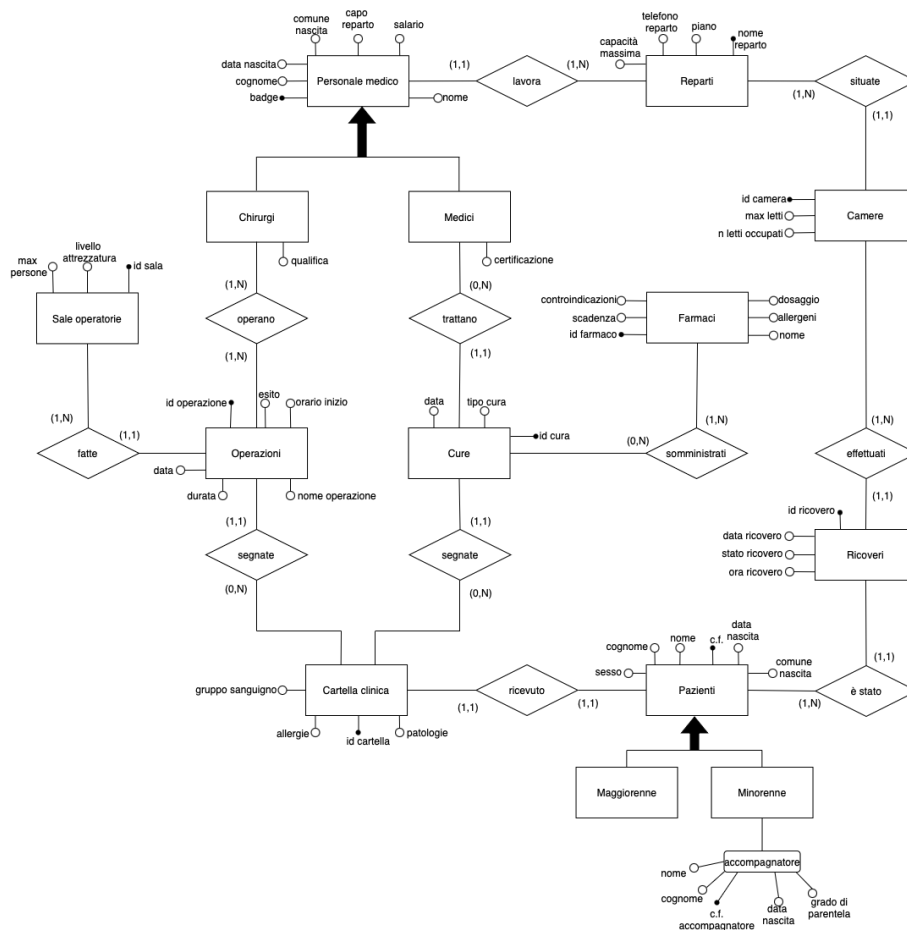 comune
nascita
capo
reparto
salario
data nascita
cognome
badge
Personale medico
nome
(1,1)
lavora
(1,N)
telefono
reparto
piano
nome
reparto
capacità
massima
Reparti
(1,N)
situate
(1,1)
Chirurgi
qualifica
Medici
certificazione
id camera
max letti
n letti occupati
Camere
max
persone
livello
attrezzatura
id sala
Sale operatorie
(1,N)
operano
(1,N)
(0,N)
trattano
(1,1)
controindicazioni
scadenza
id farmaco
Farmaci
dosaggio
allergeni
nome
(1,N)
fatte
(1,1)
id operazione
esito
orario inizio
Operazioni
data
durata
nome operazione
data
tipo cura
Cure
id cura
(0,N)
somministrati
(1,N)
(1,N)
effettuati
(1,1)
(1,1)
segnate
(0,N)
(1,1)
segnate
(0,N)
id ricovero
data ricovero
stato ricovero
ora ricovero
Ricoveri
gruppo sanguigno
Cartella clinica
allergie
id cartella
patologie
(1,1)
ricevuto
(1,1)
cognome
nome
c.f.
data
nascita
sesso
comune
nascita
Pazienti
(1,N)
è stato
(1,1)
Maggiorenne
Minorenne
accompagnatore
nome
cognome
c.f.
accompagnatore
data
nascita
grado di
parentela